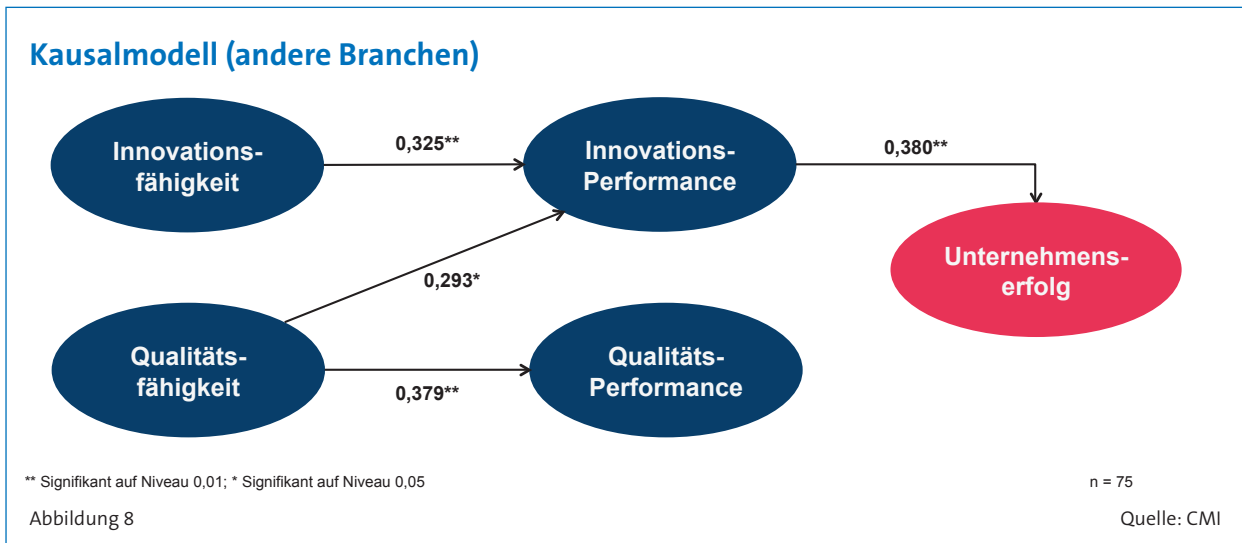 Kausalmodell (andere Branchen)
Innovations-
fähigkeit
0,325**
Innovations-
Performance
0,380**
Unternehmens-
erfolg
0,293*
Qualitäts-
fähigkeit
0,379**
Qualitäts-
Performance
** Signifikant auf Niveau 0,01; * Signifikant auf Niveau 0,05
n = 75
Abbildung 8
Quelle: CMI